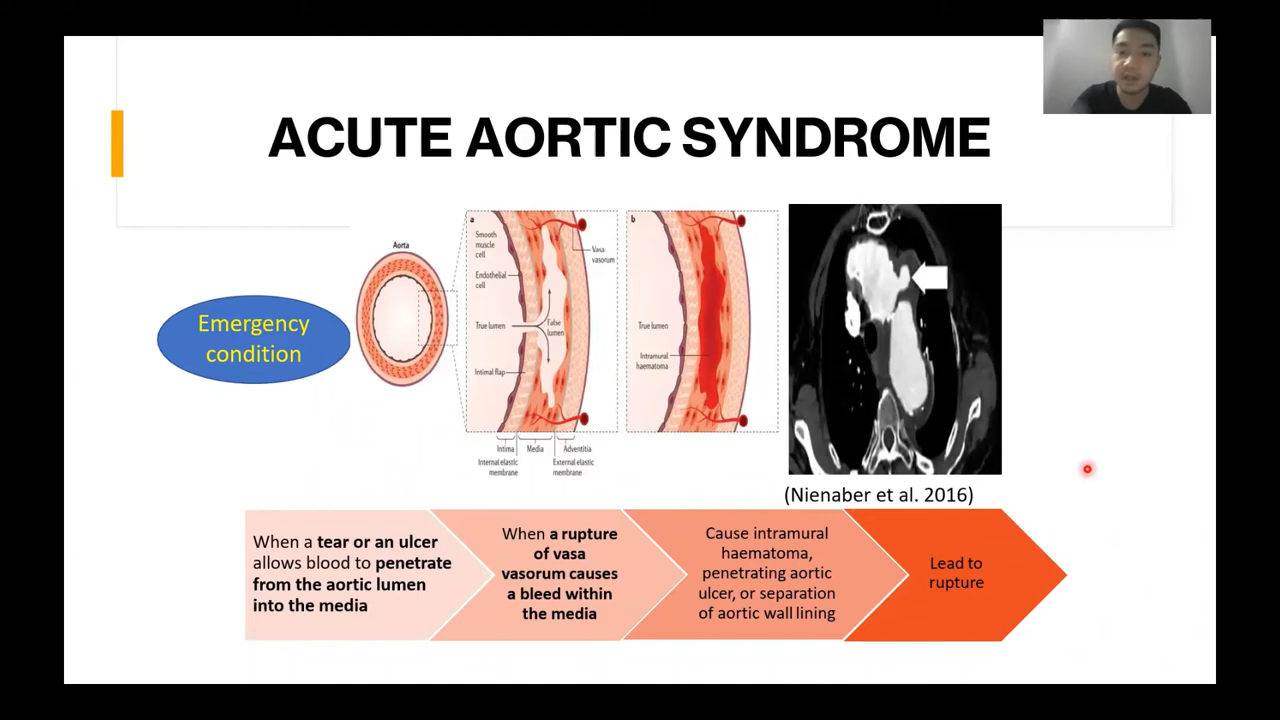 ACUTE AORTIC SYNDROME
Emergency
condition
Aorta
a
Smooth
muscle
cell
Endothelial
cell
True lumen
Intimal flap
False
lumen
Vasa
vasorum
Intima
Media
Adventitia
Internal elastic
membrane
External elastic
membrane
b
True lumen
Intramural
haematoma
(Nienaber et al. 2016)
When a tear or an ulcer
allows blood to penetrate
from the aortic lumen
into the media
When a rupture
of vasa
vasorum causes
a bleed within
the media
Cause intramural
haematoma,
penetrating aortic
ulcer, or separation
of aortic wall lining
Lead to
rupture